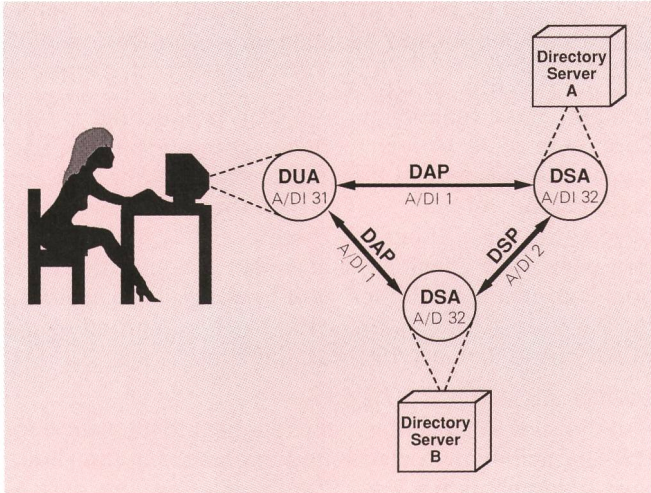 Directory
Server
A
DUA
A/DI 31
DAP
A/DI 1
DSA
A/DI 32
DAP
A/DI 1
DSP
A/DI 2
DSA
A/D 32
Directory
Server
B